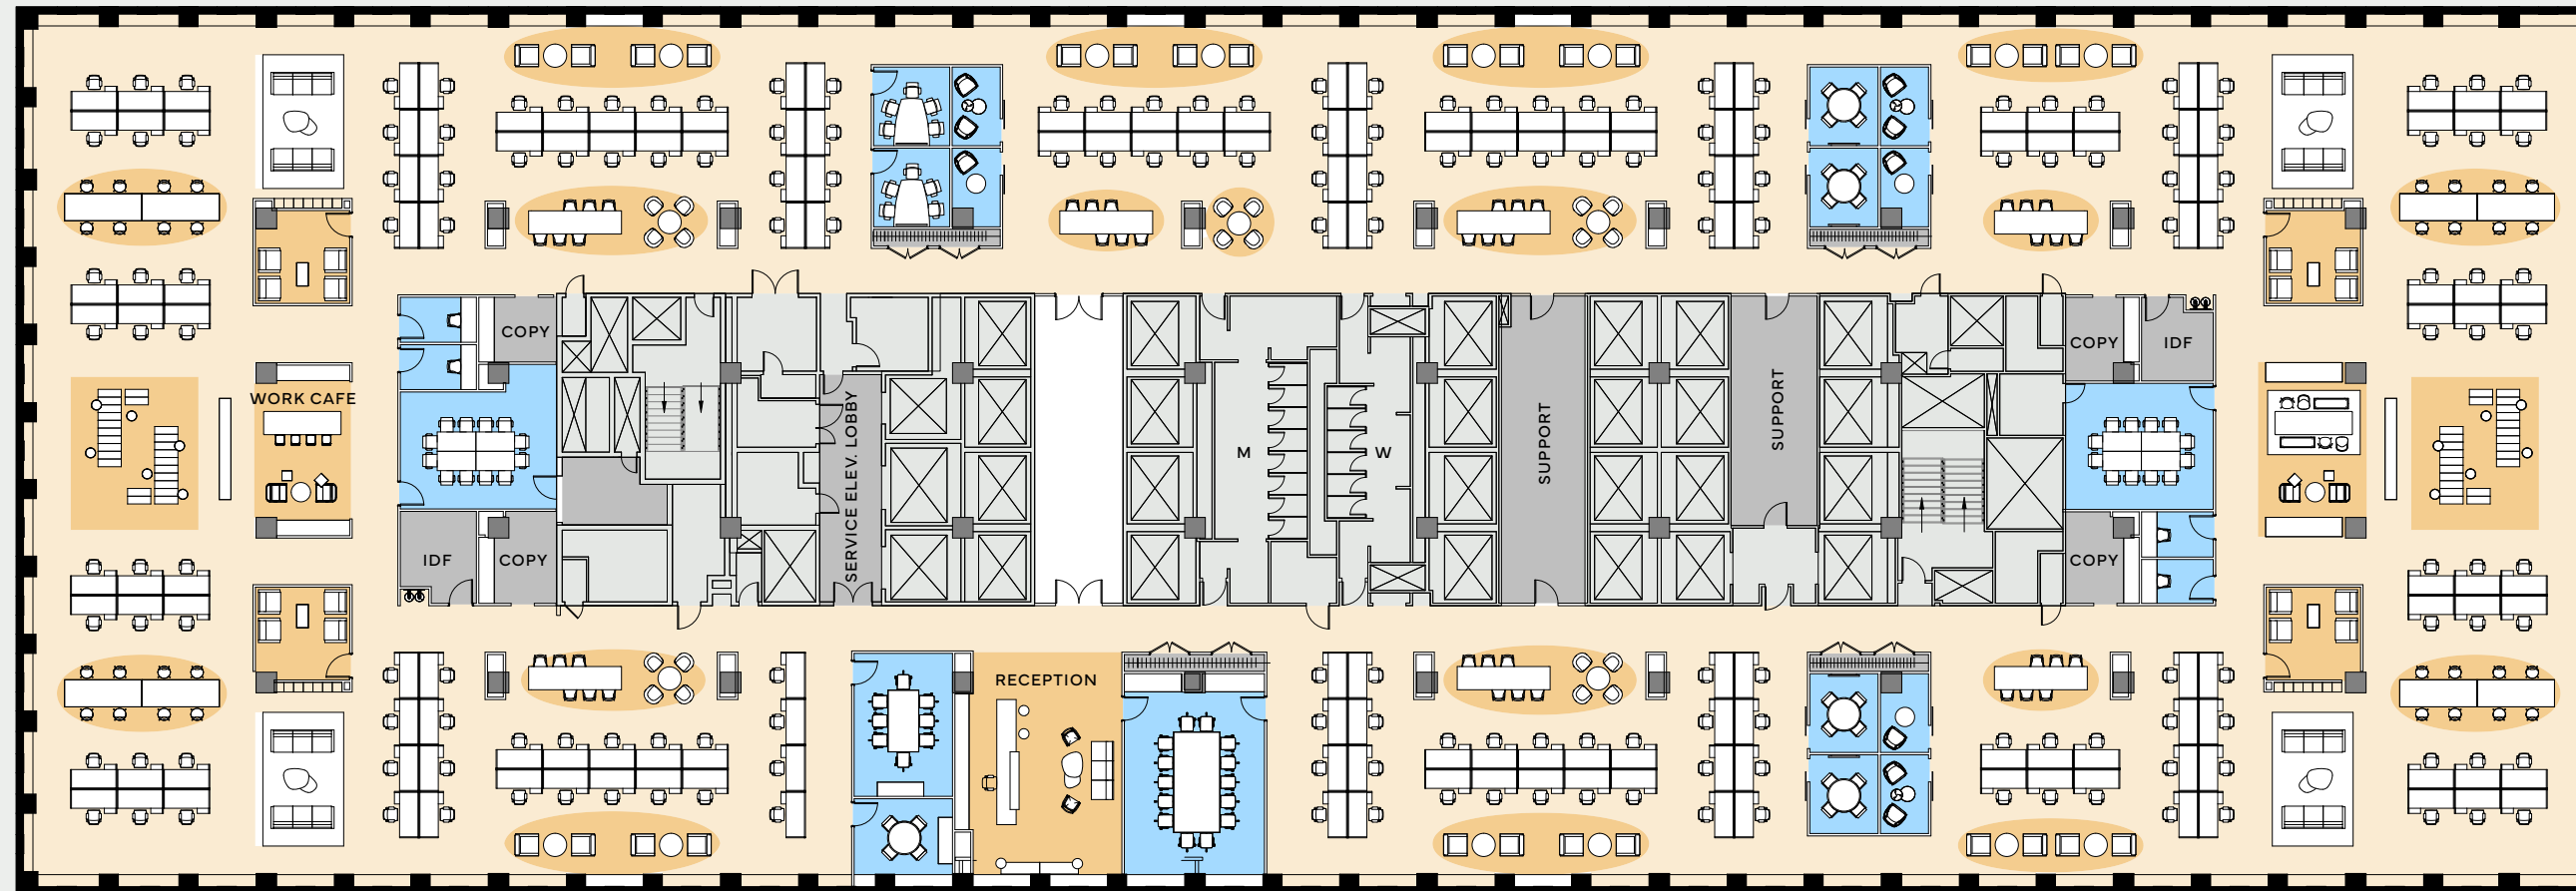 COPY
COPY
IDF
WORK CAFE
SERVICE ELEV. LOBBY
M
W
SUPPORT
SUPPORT
IDF
COPY
COPY
RECEPTION